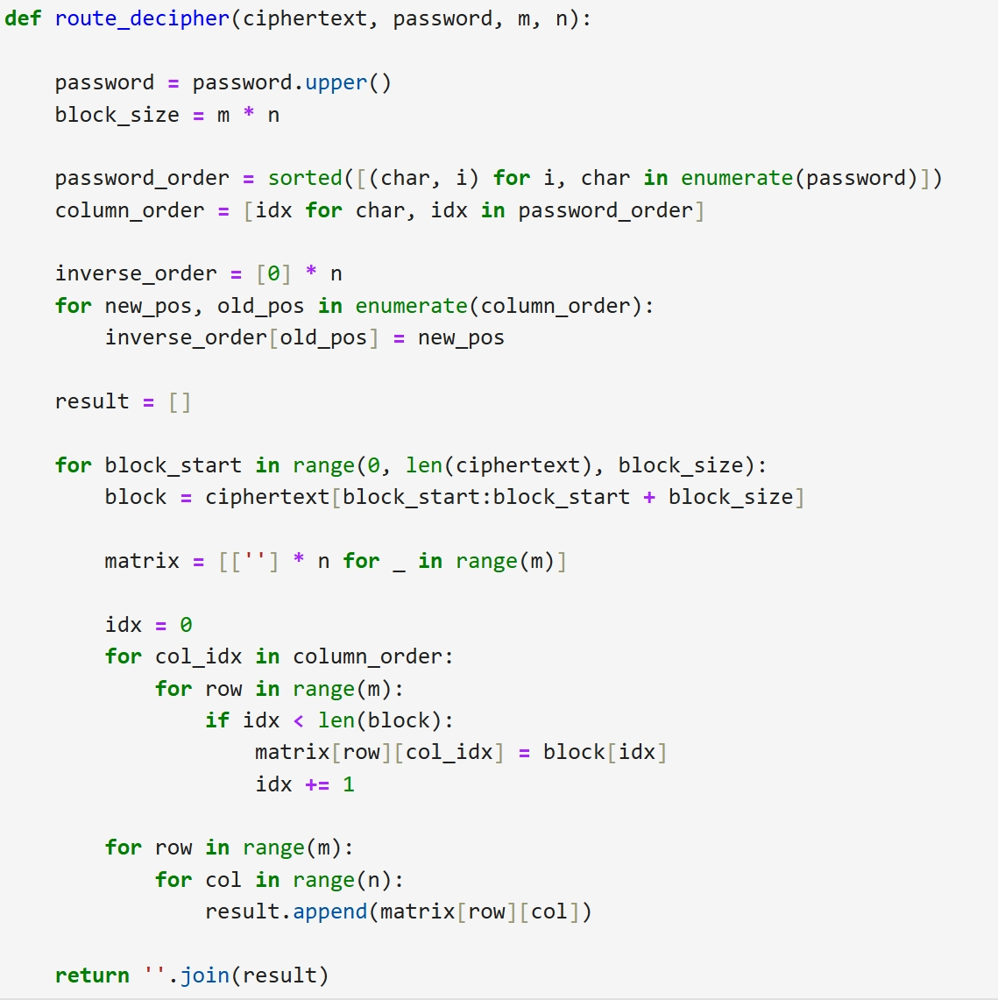 def route_decipher(ciphertext, password, m, n):
    password = password.upper()
    block_size = m * n
    password_order = sorted([(char, i) for i, char in enumerate(password)])
    column_order = [idx for char, idx in password_order]
    inverse_order = [0] * n
    for new_pos, old_pos in enumerate(column_order):
        inverse_order[old_pos] = new_pos
    result = []
    for block_start in range(0, len(ciphertext), block_size):
        block = ciphertext[block_start:block_start + block_size]
        matrix = [[''] * n for _ in range(m)]
        idx = 0
        for col_idx in column_order:
            for row in range(m):
                if idx < len(block):
                    matrix[row][col_idx] = block[idx]
                    idx += 1
        for row in range(m):
            for col in range(n):
                result.append(matrix[row][col])
    return ''.join(result)